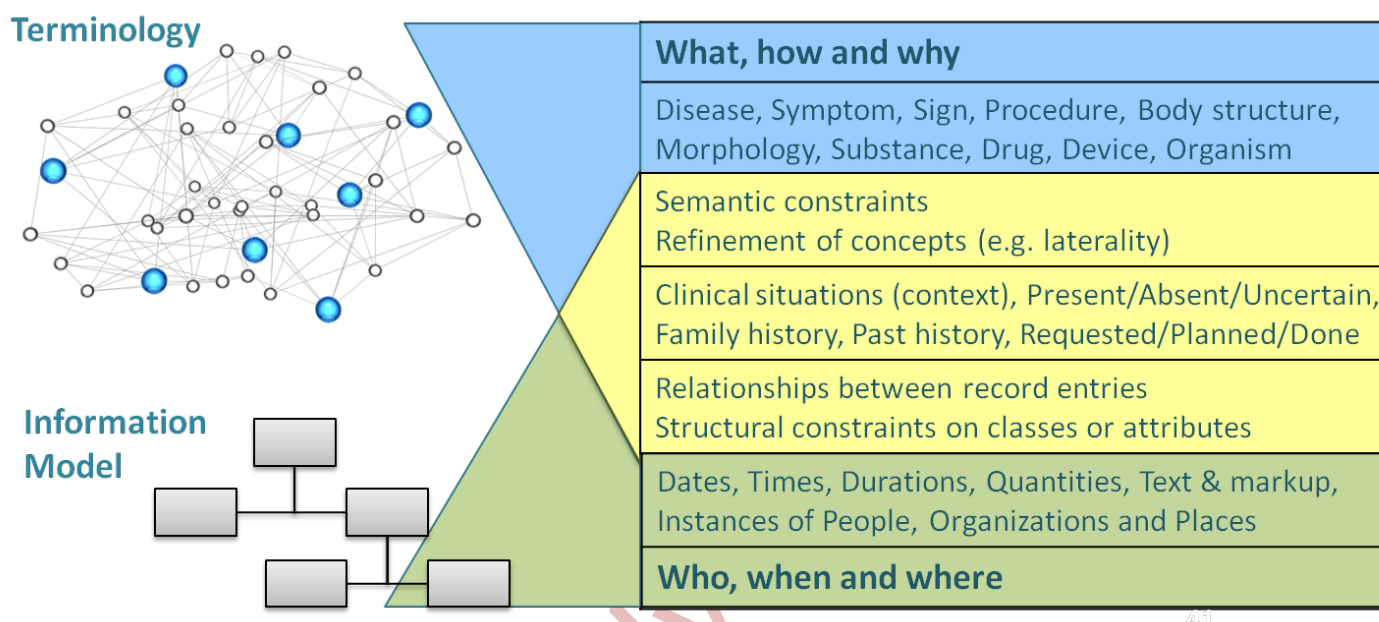 Terminology
What, how and why
Disease, Symptom, Sign, Procedure, Body structure,
Morphology, Substance, Drug, Device, Organism
Semantic constraints
Refinement of concepts (e.g. laterality)
Clinical situations (context), Present/Absent/Uncertain,
Family history, Past history, Requested/Planned/Done
Relationships between record entries
Structural constraints on classes or attributes
Information
Model
Dates, Times, Durations, Quantities, Text & markup,
Instances of People, Organizations and Places
Who, when and where
41